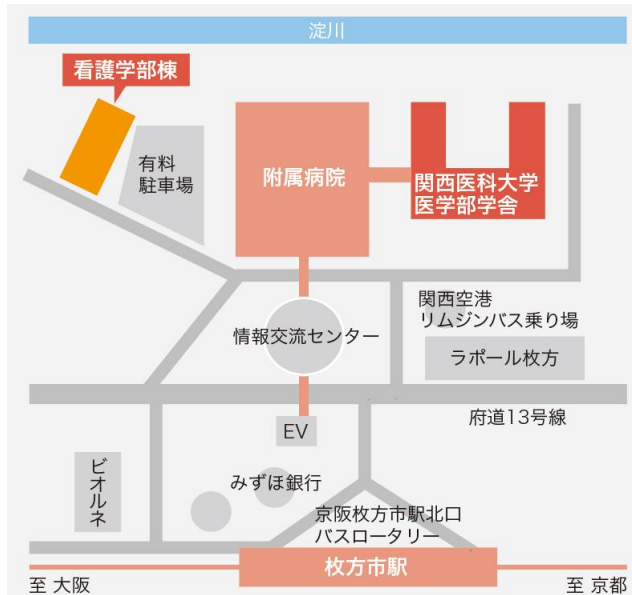 淀川
看護学部棟
有料
駐車場
附属病院
関西医科大学
医学部学舎
関西空港
リムジンバス乗り場
情報交流センター
ラポール枚方
府道13号線
EV
ビオルネ
みずほ銀行
京阪枚方市駅北口
バスロータリー
枚方市駅
至 大阪
至 京都